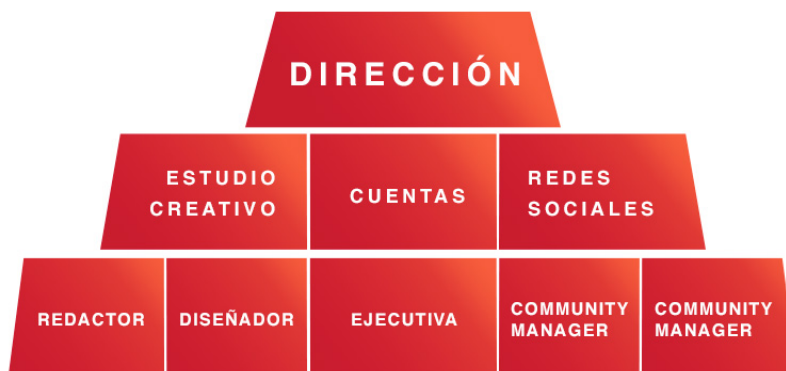 DIRECCIÓN
ESTUDIO
CREATIVO
CUENTAS
REDES
SOCIALES
REDACTOR
DISEÑADOR
EJECUTIVA
COMMUNITY
MANAGER
COMMUNITY
MANAGER